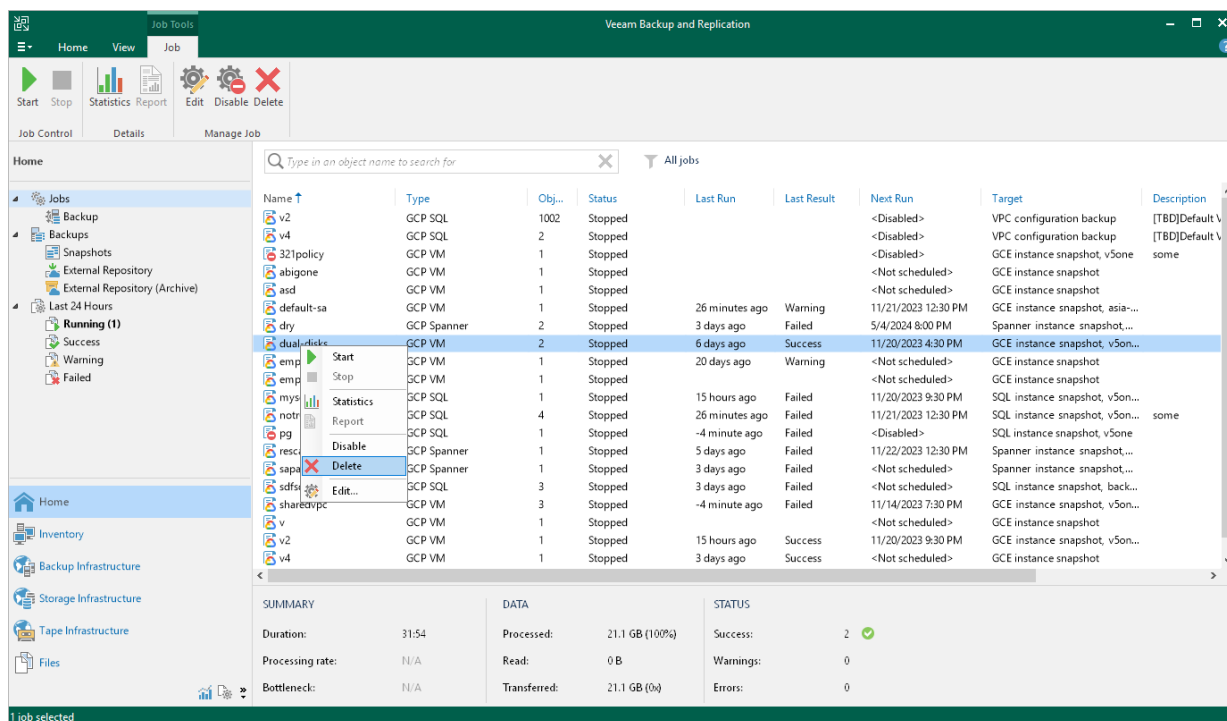 Job Tools
Veeam Backup and Replication
Home View Job
Start Stop Statistics Report Edit Disable Delete
Job Control Details Manage Job
Home
Type in an object name to search for
All jobs
Jobs
Backup
Backups
Snapshots
External Repository
External Repository (Archive)
Last 24 Hours
Running (1)
Success
Warning
Failed
Name Type Obj... Status Last Run Last Result Next Run Target Description
v2 GCP SQL 1002 Stopped <Disabled> VPC configuration backup [TBD]Default V
v4 GCP SQL 2 Stopped <Disabled> VPC configuration backup [TBD]Default V
321policy GCP VM 1 Stopped <Disabled> GCE instance snapshot, v5one some
abigone GCP VM 1 Stopped <Not scheduled> GCE instance snapshot
asd GCP VM 1 Stopped <Not scheduled> GCE instance snapshot
default-sa GCP VM 1 Stopped 26 minutes ago Warning 11/21/2023 12:30 PM GCE instance snapshot, asia-...
dry GCP Spanner 2 Stopped 3 days ago Failed 5/4/2024 8:00 PM Spanner instance snapshot,...
dual-disks GCP VM 2 Stopped 6 days ago Success 11/20/2023 4:30 PM GCE instance snapshot, v5on...
emp GCP VM 1 Stopped 20 days ago Warning <Not scheduled> GCE instance snapshot
emp GCP VM 1 Stopped <Not scheduled> GCE instance snapshot
mys GCP SQL 1 Stopped 15 hours ago Failed 11/20/2023 9:30 PM SQL instance snapshot, v5on...
notr GCP SQL 4 Stopped 26 minutes ago Failed 11/21/2023 12:30 PM SQL instance snapshot, v5on... some
pg GCP SQL 1 Stopped -4 minute ago Failed <Disabled> SQL instance snapshot, v5one
resca GCP Spanner 1 Stopped 5 days ago Failed 11/22/2023 12:30 PM Spanner instance snapshot,...
sapa GCP Spanner 1 Stopped 3 days ago Failed <Not scheduled> Spanner instance snapshot,...
sdfs GCP SQL 3 Stopped 3 days ago Failed <Not scheduled> SQL instance snapshot, back...
sharedvpc GCP VM 3 Stopped -4 minute ago Failed 11/14/2023 7:30 PM GCE instance snapshot, v5on...
v GCP VM 1 Stopped <Not scheduled> GCE instance snapshot
v2 GCP VM 1 Stopped 15 hours ago Success 11/20/2023 9:30 PM GCE instance snapshot, v5on...
v4 GCP VM 1 Stopped 3 days ago Success <Not scheduled> GCE instance snapshot
Start
Stop
Statistics
Report
Disable
Delete
Edit...
Home
Inventory
Backup Infrastructure
Storage Infrastructure
Tape Infrastructure
Files
SUMMARY DATA STATUS
Duration: 31:54 Processed: 21.1 GB (100%) Success: 2
Processing rate: N/A Read: 0 B Warnings: 0
Bottleneck: N/A Transferred: 21.1 GB (0x) Errors: 0
1 job selected